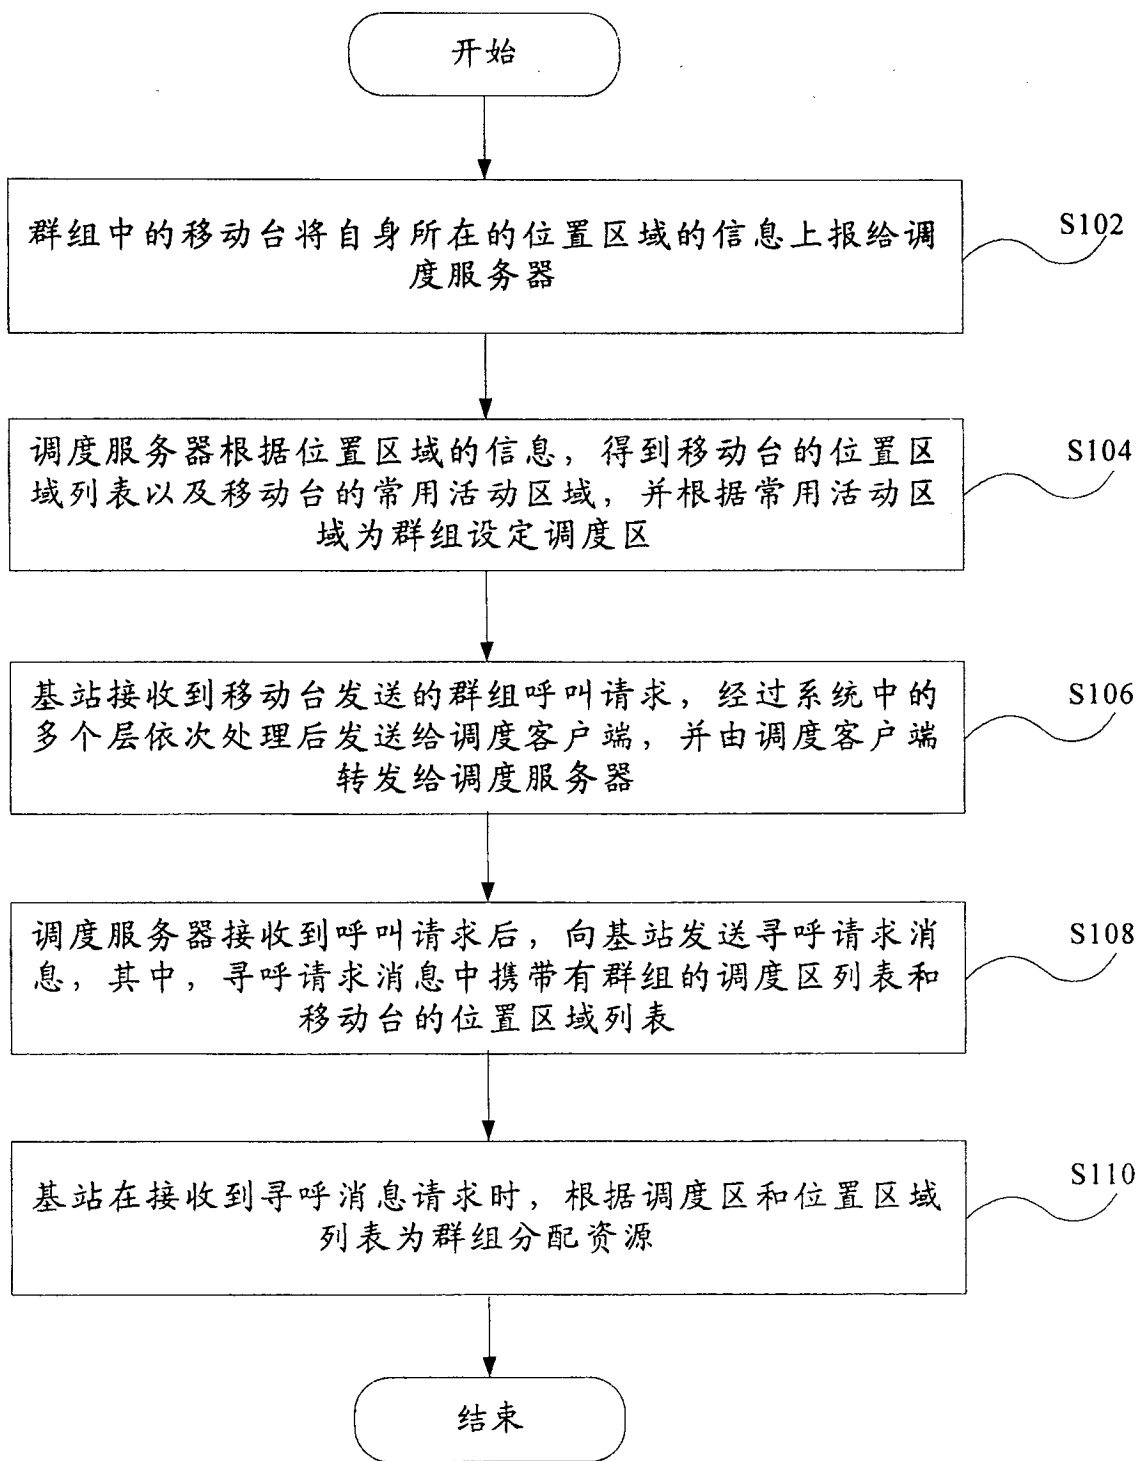 开始
群组中的移动台将自身所在的位置区域的信息上报给调
度服务器
S102
调度服务器根据位置区域的信息，得到移动台的位置区
域列表以及移动台的常用活动区域，并根据常用活动区
域为群组设定调度区
S104
基站接收到移动台发送的群组呼叫请求，经过系统中的
多个层依次处理后发送给调度客户端，并由调度客户端
转发给调度服务器
S106
调度服务器接收到呼叫请求后，向基站发送寻呼请求消
息，其中，寻呼请求消息中携带有群组的调度区列表和
移动台的位置区域列表
S108
基站在接收到寻呼消息请求时，根据调度区和位置区域
列表为群组分配资源
S110
结束